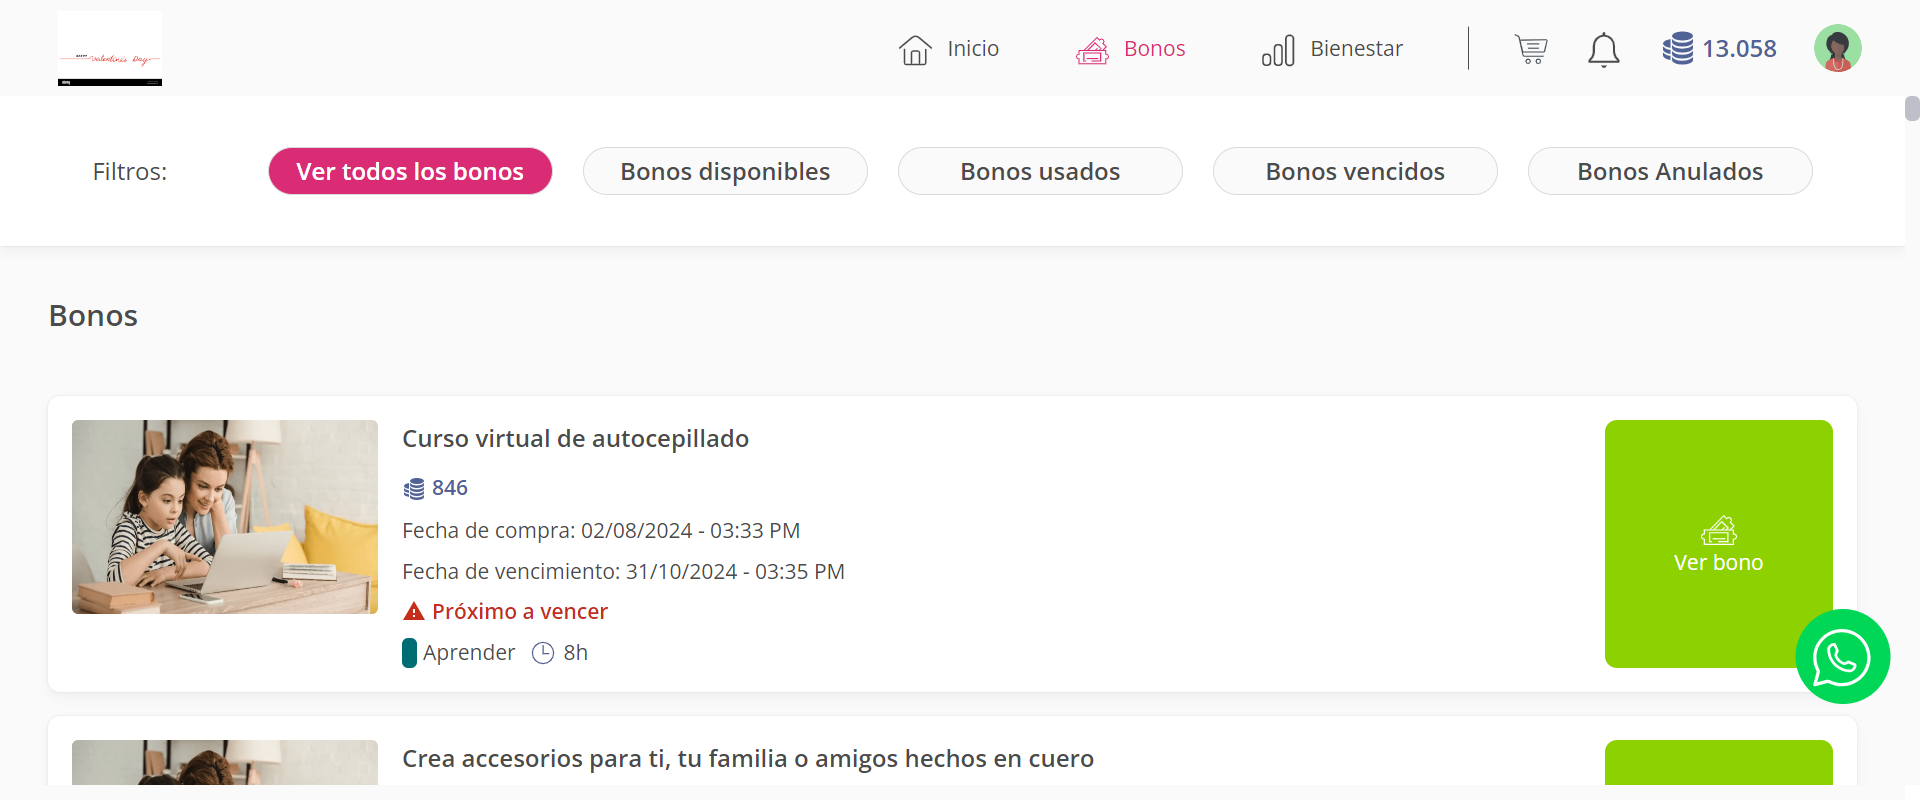 Valentine's Day
Inicio
Bonos
Bienestar
13.058
Filtros:
Ver todos los bonos
Bonos disponibles
Bonos usados
Bonos vencidos
Bonos Anulados
Bonos
Curso virtual de autocepillado
846
Fecha de compra: 02/08/2024 - 03:33 PM
Fecha de vencimiento: 31/10/2024 - 03:35 PM
Próximo a vencer
Aprender
8h
Ver bono
Crea accesorios para ti, tu familia o amigos hechos en cuero